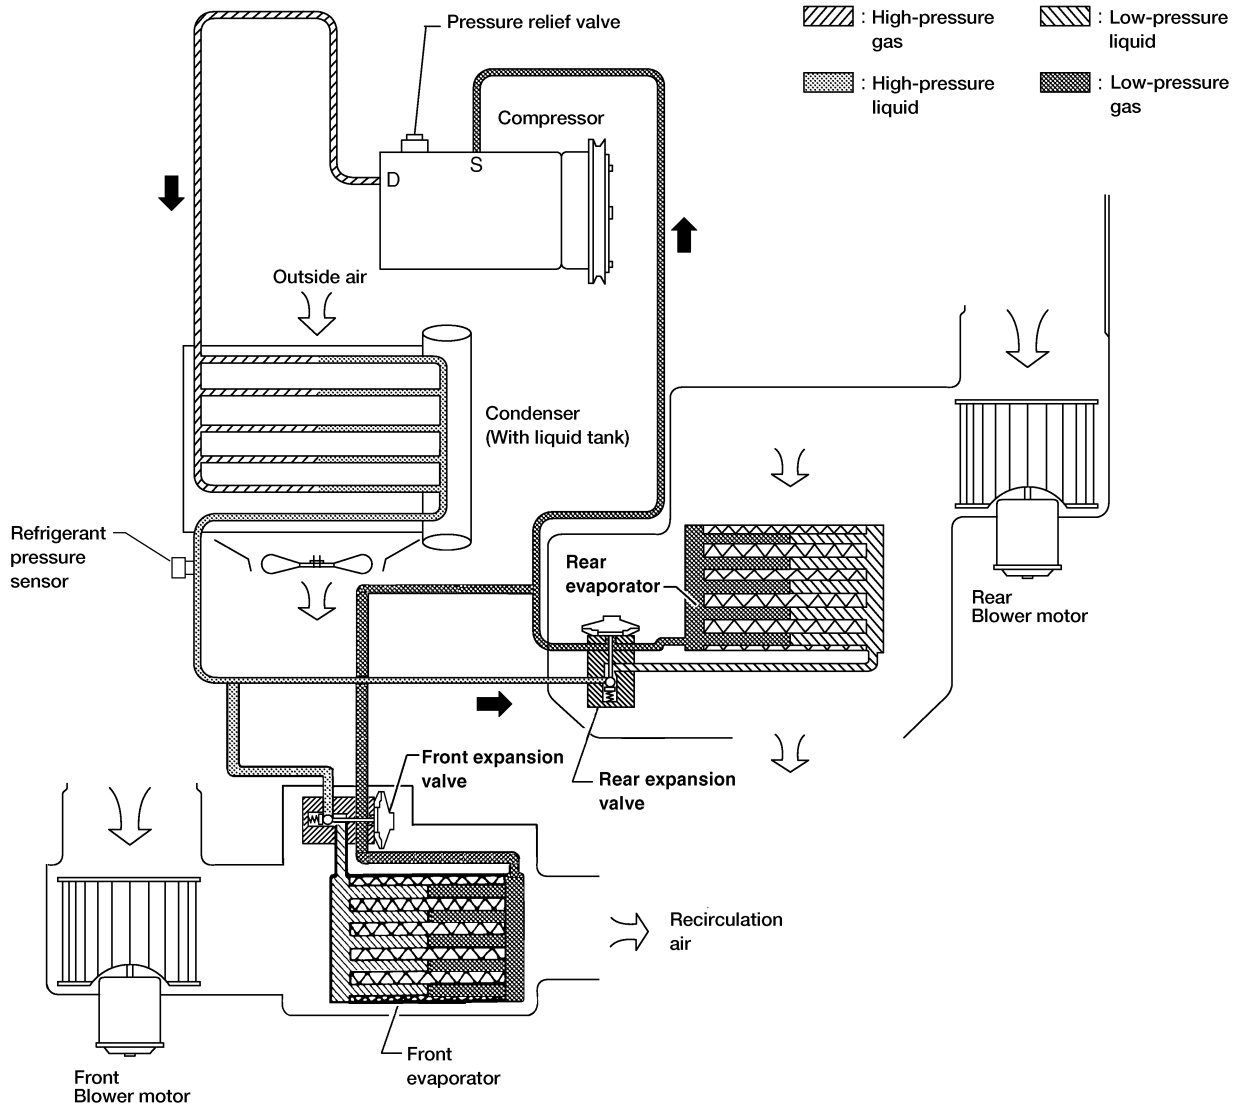 Pressure relief valve
: High-pressure
gas
: Low-pressure
liquid
: High-pressure
liquid
: Low-pressure
gas
Compressor
S
D
Outside air
Condenser
(With liquid tank)
Refrigerant
pressure
sensor
Rear
evaporator
Rear
Blower motor
Front expansion
valve
Rear expansion
valve
Recirculation
air
Front
evaporator
Front
Blower motor